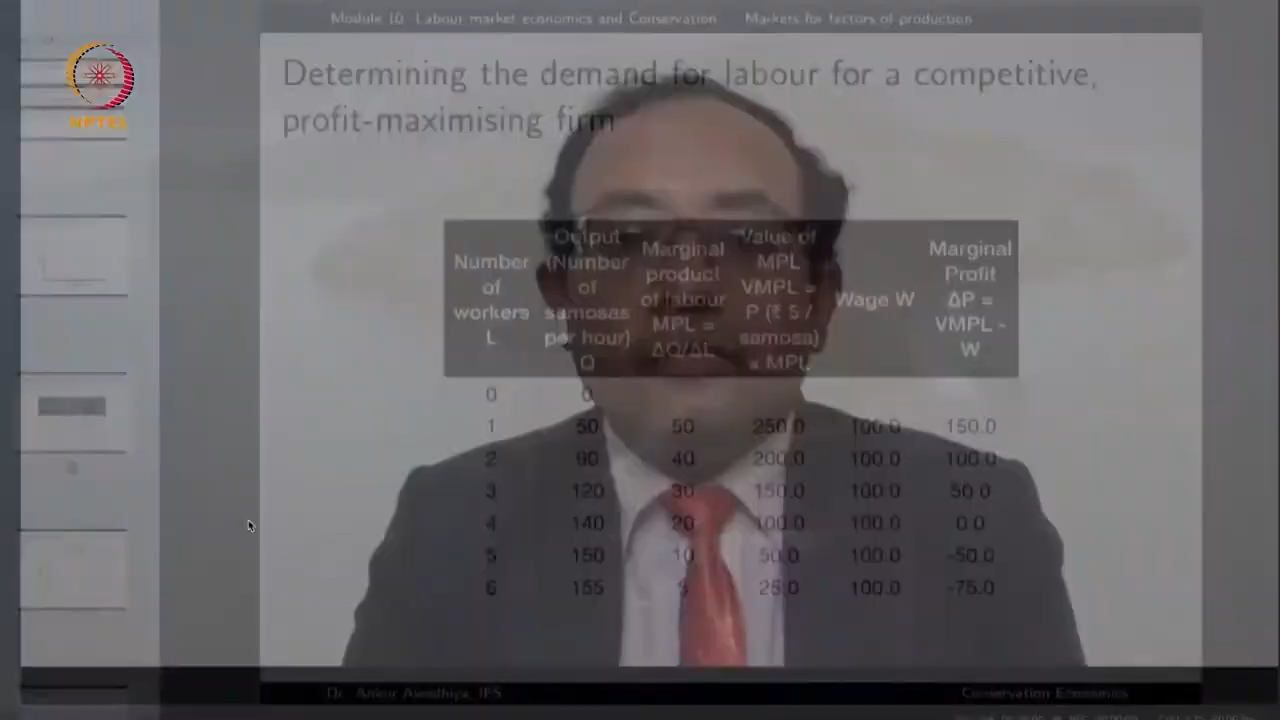 Module 10: Labour market economics and Conservation Markets for factors of production
NPTEL
Determining the demand for labour for a competitive,
profit-maximising firm
Number of workers L
Output (Number of samosas per hour) Q
Marginal product of labour MPL = ΔQ/ΔL
Value of MPL VMPL = P (₹ 5 / samosa) × MPL
Wage W
Marginal Profit ΔP = VMPL - W
0 0
1 50 50 250.0 100.0 150.0
2 90 40 200.0 100.0 100.0
3 120 30 150.0 100.0 50.0
4 140 20 100.0 100.0 0.0
5 150 10 50.0 100.0 -50.0
6 155 5 25.0 100.0 -75.0
Dr. Ankur Awadhiya, IFS Conservation Economics